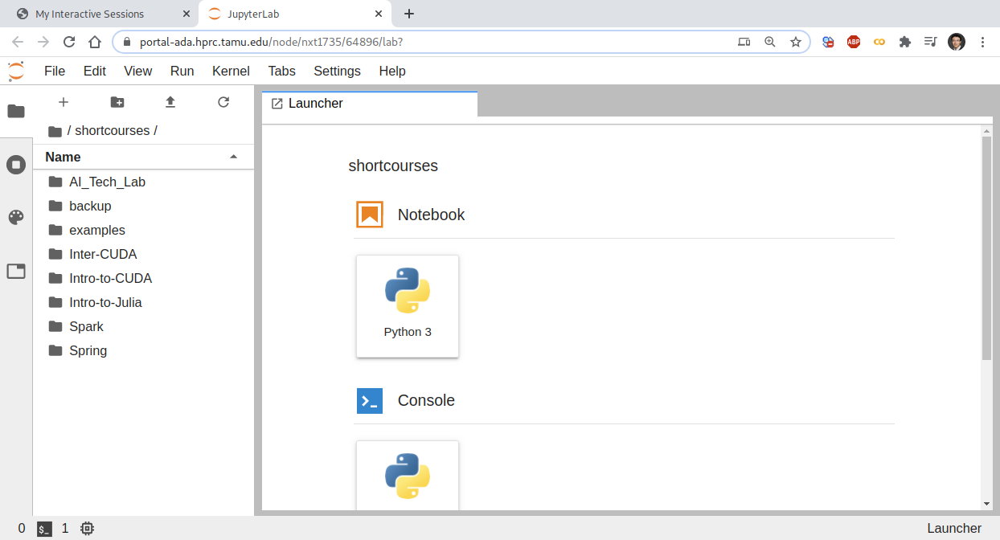 My Interactive Sessions
JupyterLab
portal-ada.hprc.tamu.edu/node/nxt1735/64896/lab?
ABP
File Edit View Run Kernel Tabs Settings Help
/ shortcourses /
Name
AI_Tech_Lab
backup
examples
Inter-CUDA
Intro-to-CUDA
Intro-to-Julia
Spark
Spring
Launcher
shortcourses
Notebook
Python 3
Console
0 $_ 1
Launcher